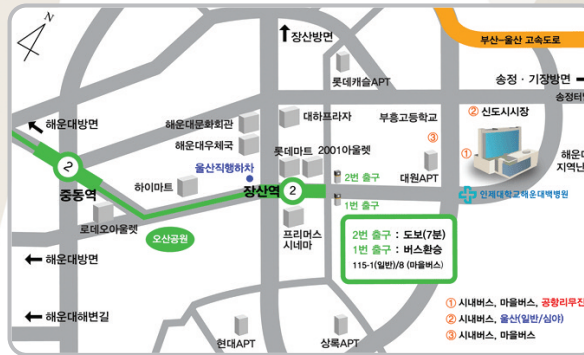 N
장산방면
부산-울산 고속도로
롯데캐슬APT
송정 · 기장방면
송정터널
해운대방면
해운대문화회관
대하프라자
부흥고등학교
② 신도시시장
③
해운대우체국
롯데마트 2001아울렛
①
해운대
지역난
2
울산직행하차
중동역
하이마트
장산역 2
2번 출구
대원APT
인제대학교해운대백병원
1번 출구
로데오아울렛
오산공원
프리머스
시네마
2번 출구 : 도보(7분)
1번 출구 : 버스환승
115-1(일반)/8 (마을버스)
해운대방면
① 시내버스, 마을버스, 공항리무진
해운대해변길
② 시내버스, 울산(일반/심야)
③ 시내버스, 마을버스
현대APT
상록APT